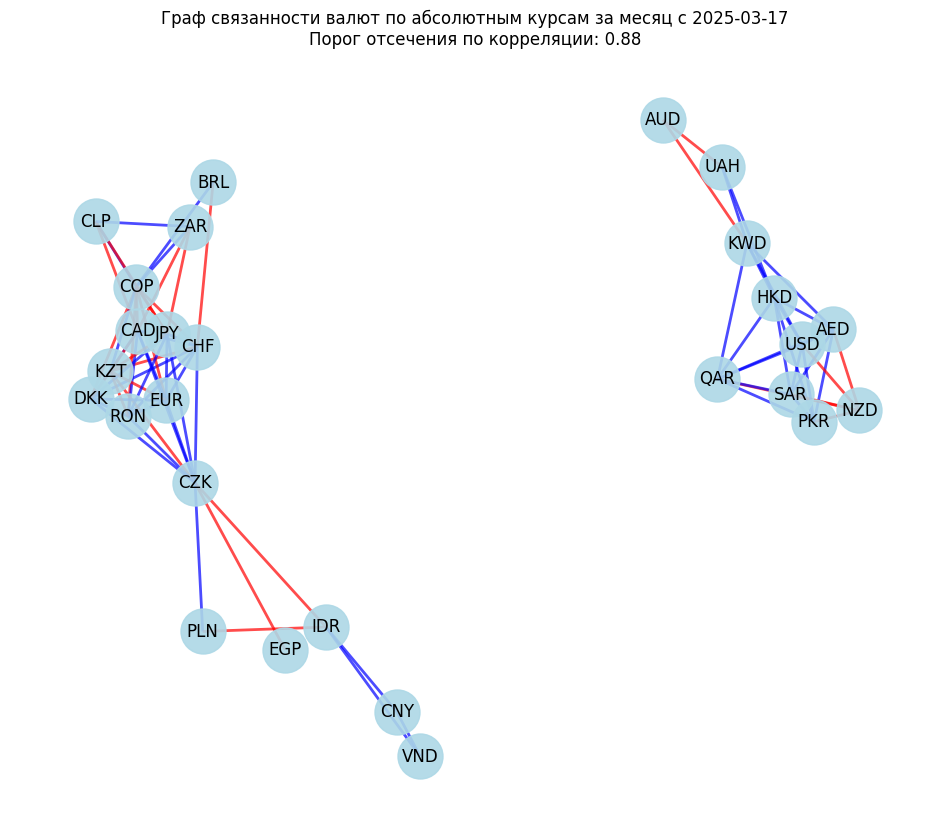 Граф связанности валют по абсолютным курсам за месяц с 2025-03-17
Порог отсечения по корреляции: 0.88
AUD
UAH
BRL
CLP
ZAR
KWD
COP
HKD
CAD
JPY
AED
CHF
USD
KZT
QAR
DKK
EUR
SAR
NZD
RON
PKR
CZK
PLN
IDR
EGP
CNY
VND